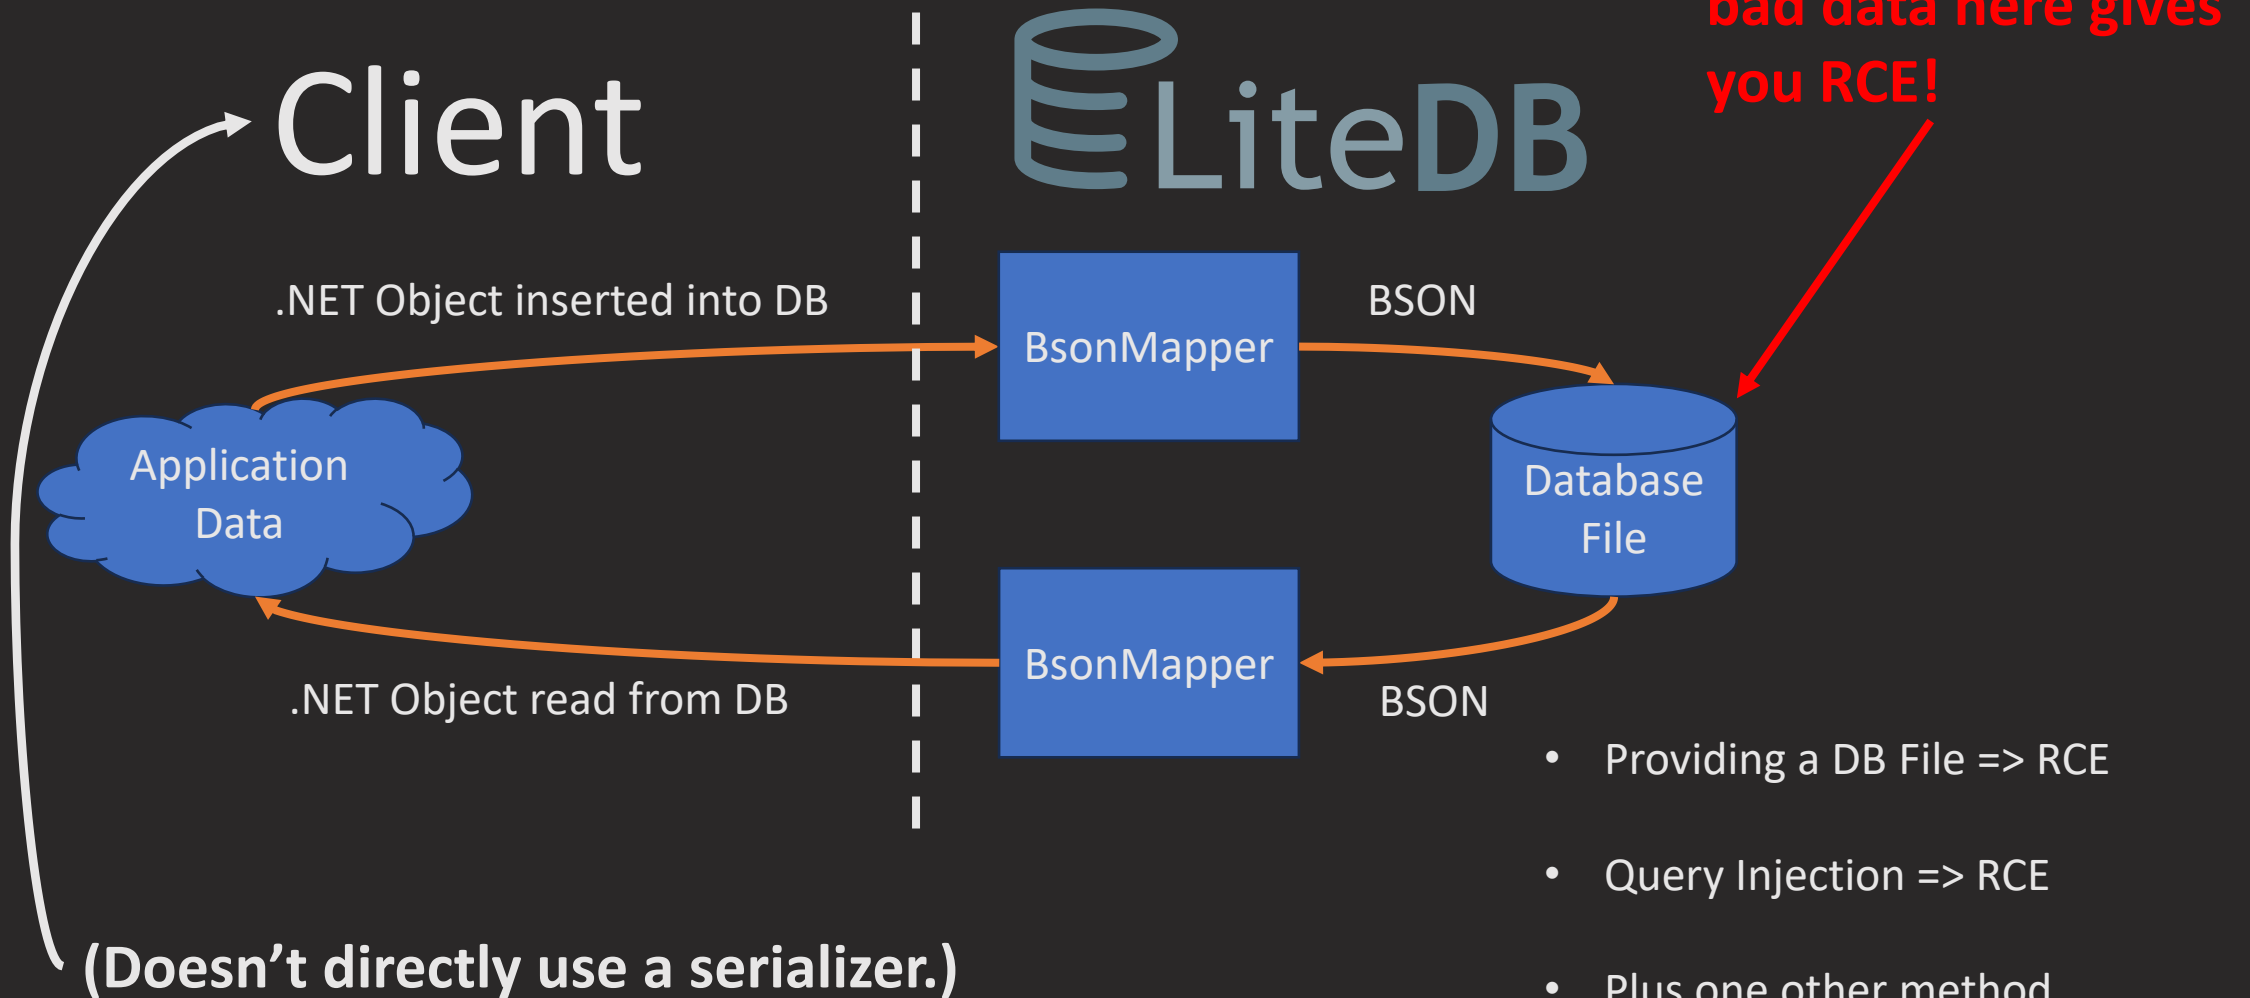 bad data here gives
you RCE!
Client
LiteDB
.NET Object inserted into DB
BSON
BsonMapper
Application
Data
Database
File
BsonMapper
.NET Object read from DB
BSON
• Providing a DB File => RCE
• Query Injection => RCE
(Doesn’t directly use a serializer.)
• Plus one other method